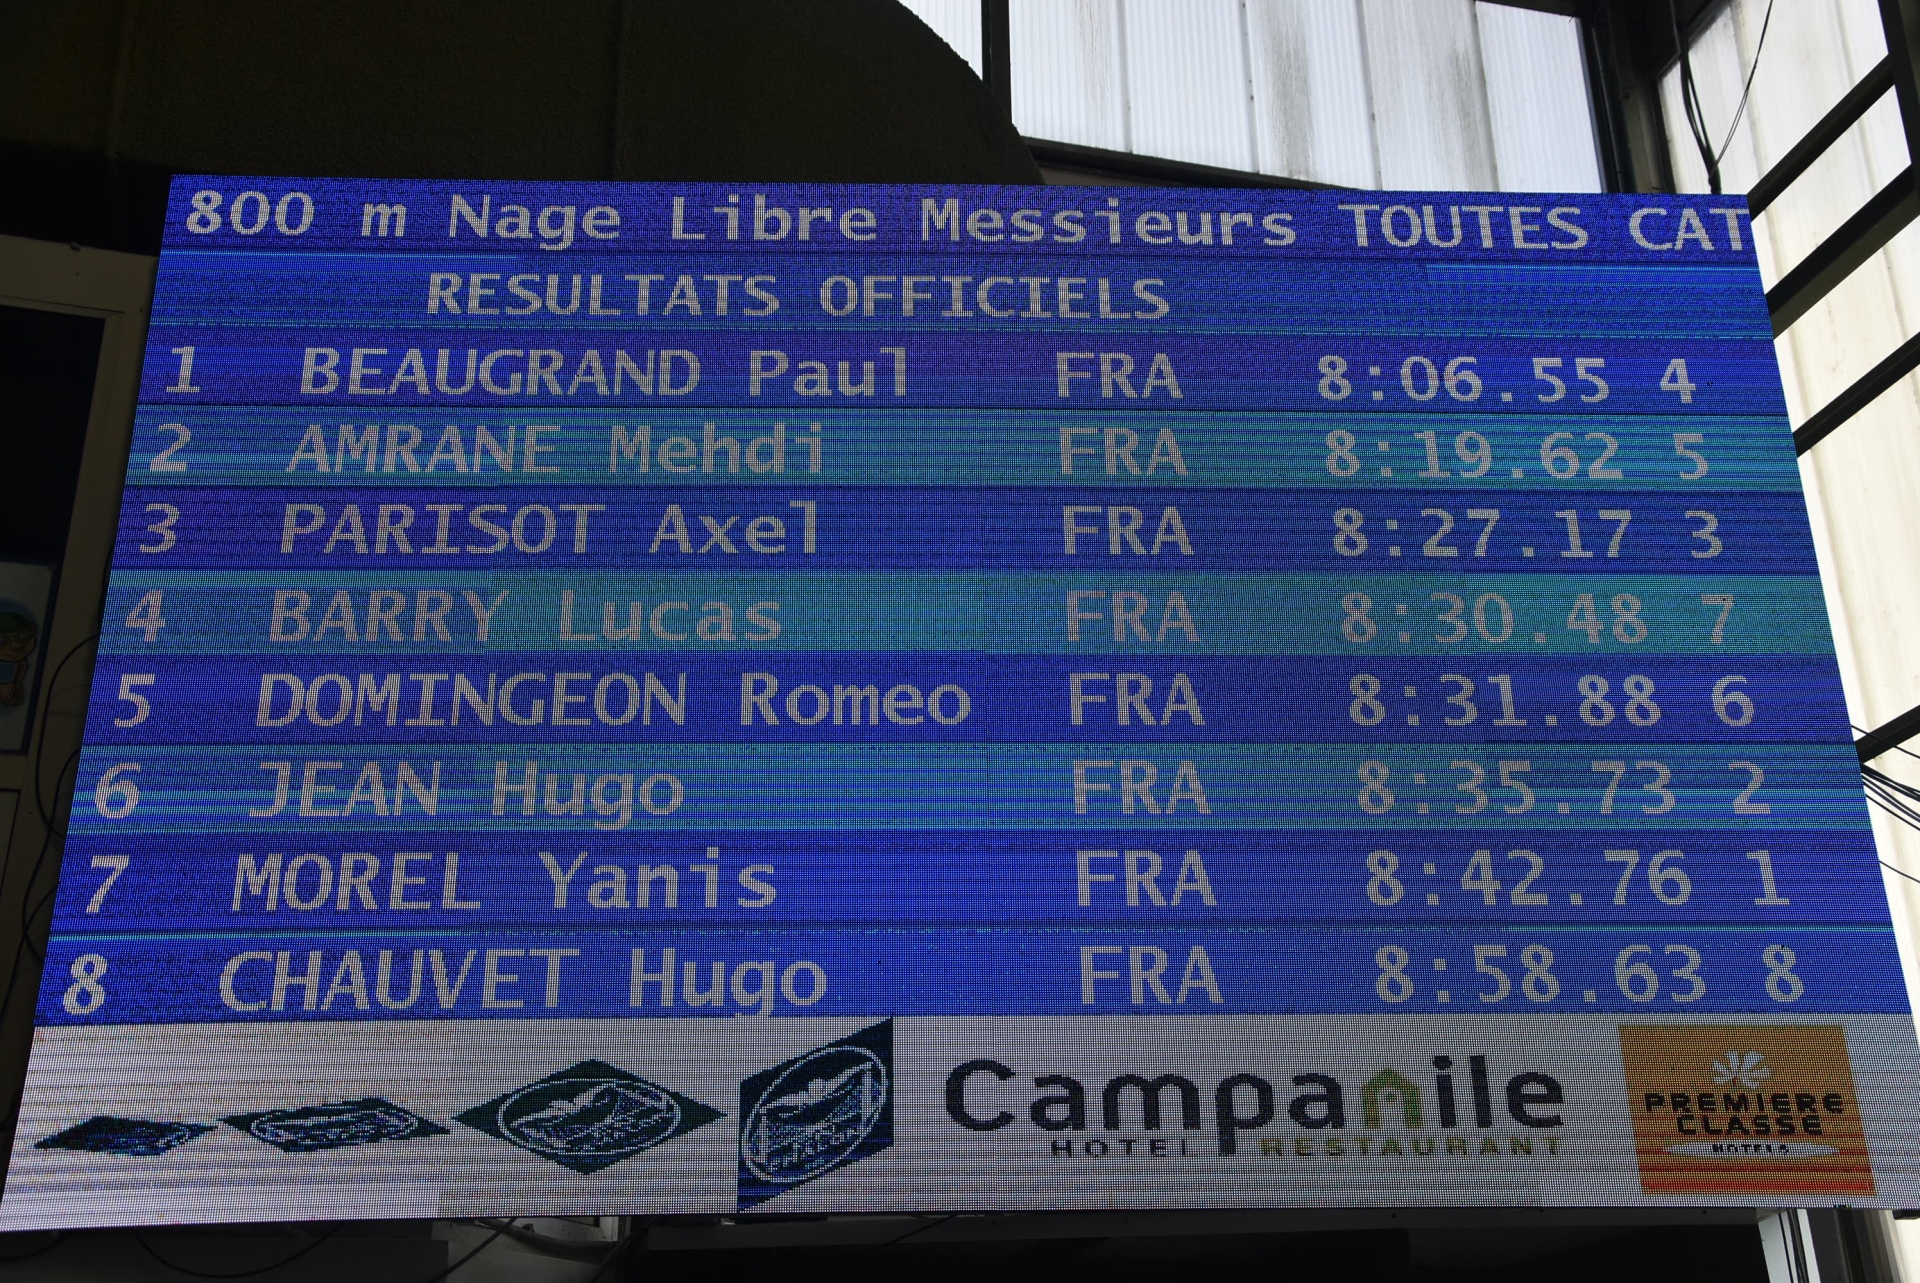 800 m Nage Libre Messieurs TOUTES CAT
RESULTATS OFFICIELS
1 BEAUGRAND Paul FRA 8:06.55 4
2 AMRANE Mehdi FRA 8:19.62 5
3 PARISOT Axel FRA 8:27.17 3
4 BARRY Lucas FRA 8:30.48 7
5 DOMINGEON Romeo FRA 8:31.88 6
6 JEAN Hugo FRA 8:35.73 2
7 MOREL Yanis FRA 8:42.76 1
8 CHAUVET Hugo FRA 8:58.63 8
Campanile
HOTEL RESTAURANT
PREMIERE
CLASSE
HOTELS